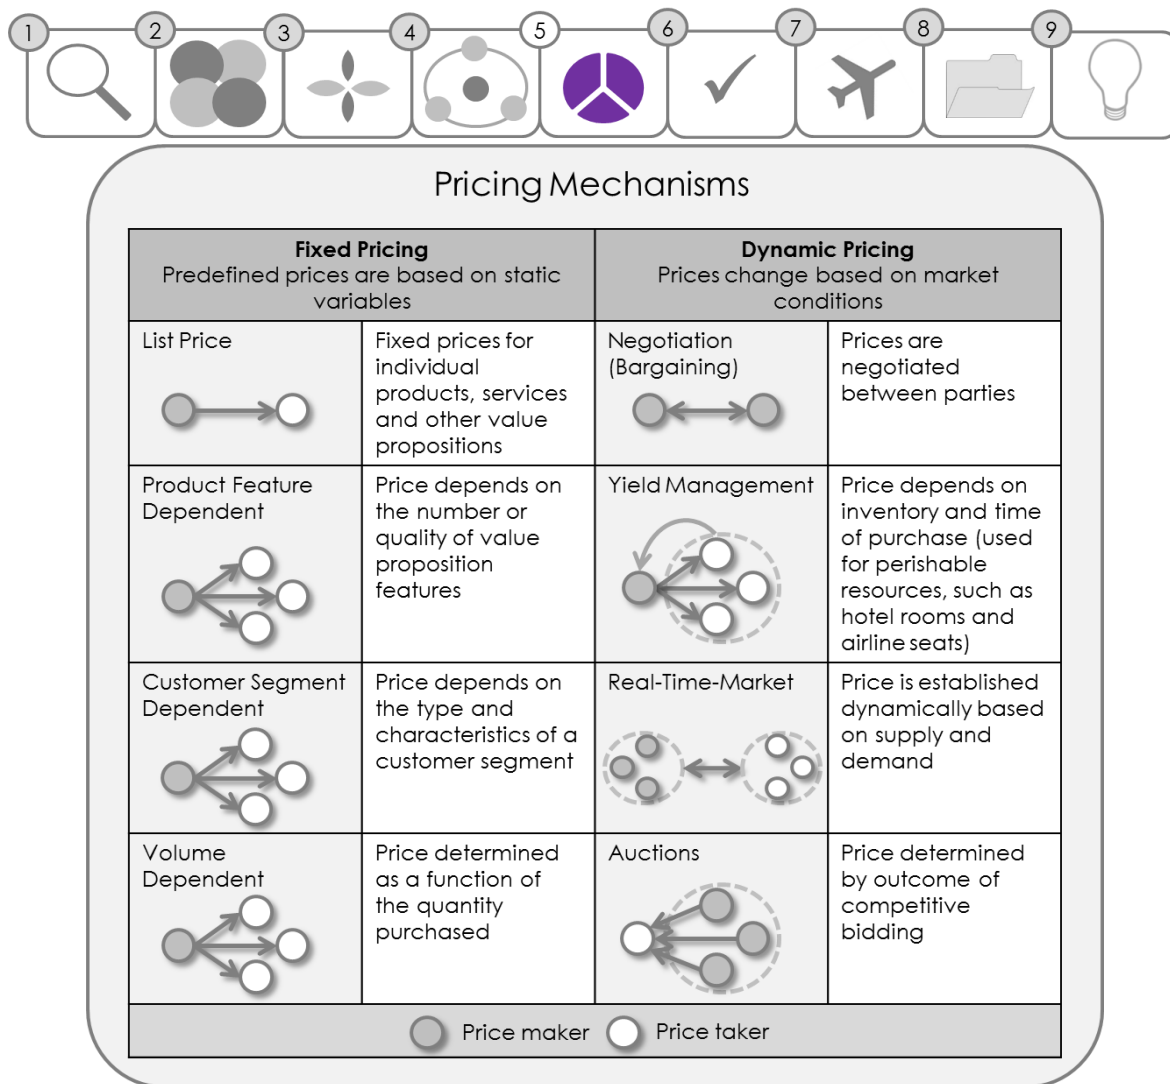 1
2
3
4
5
6
7
8
9
Pricing Mechanisms
Fixed Pricing
Predefined prices are based on static
variables
Dynamic Pricing
Prices change based on market
conditions
List Price
Fixed prices for
individual
products, services
and other value
propositions
Negotiation
(Bargaining)
Prices are
negotiated
between parties
Product Feature
Dependent
Price depends on
the number or
quality of value
proposition
features
Yield Management
Price depends on
inventory and time
of purchase (used
for perishable
resources, such as
hotel rooms and
airline seats)
Customer Segment
Dependent
Price depends on
the type and
characteristics of a
customer segment
Real-Time-Market
Price is established
dynamically based
on supply and
demand
Volume
Dependent
Price determined
as a function of
the quantity
purchased
Auctions
Price determined
by outcome of
competitive
bidding
Price maker
Price taker